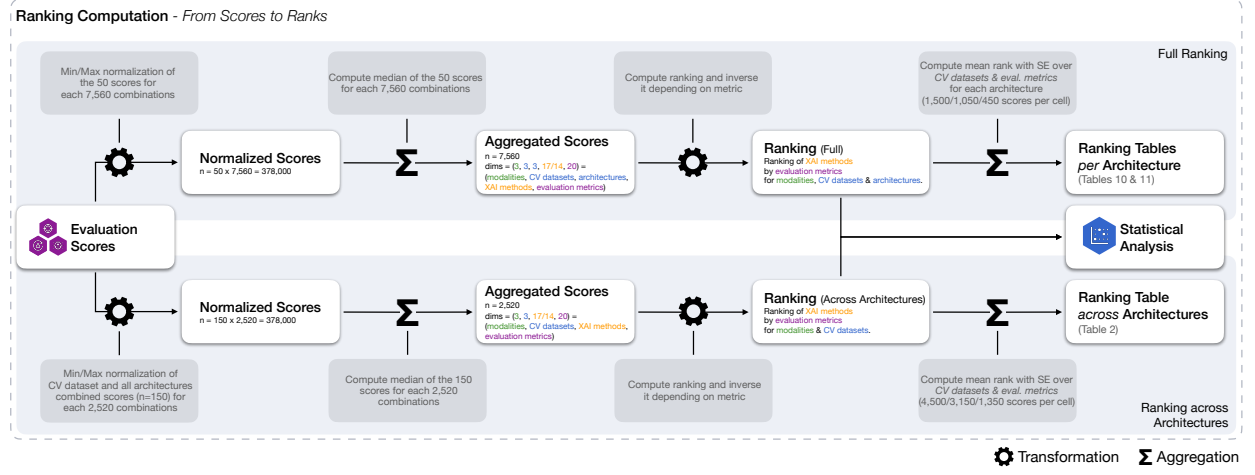 Ranking Computation - From Scores to Ranks
Full Ranking
Min/Max normalization of
the 50 scores for
each 7,560 combinations
Compute median of the 50 scores
for each 7,560 combinations
Compute ranking and inverse
it depending on metric
Compute mean rank with SE over
CV datasets & eval. metrics
for each architecture
(1,500/1,050/450 scores per cell)
Normalized Scores
n = 50 x 7,560 = 378,000
Aggregated Scores
n = 7,560
dims = (3, 3, 3, 17/14, 20) =
(modalities, CV datasets, architectures,
XAI methods, evaluation metrics)
Ranking (Full)
Ranking of XAI methods
by evaluation metrics
for modalities, CV datasets & architectures.
Ranking Tables
per Architecture
(Tables 10 & 11)
Evaluation
Scores
Statistical
Analysis
Normalized Scores
n = 150 x 2,520 = 378,000
Aggregated Scores
n = 2,520
dims = (3, 3, 17/14, 20) =
(modalities, CV datasets, XAI methods,
evaluation metrics)
Ranking (Across Architectures)
Ranking of XAI methods
by evaluation metrics
for modalities & CV datasets.
Ranking Table
across Architectures
(Table 2)
Min/Max normalization of
CV dataset and all architectures
combined scores (n=150) for
each 2,520 combinations
Compute median of the 150
scores for each 2,520
combinations
Compute ranking and inverse
it depending on metric
Compute mean rank with SE over
CV datasets & eval. metrics
(4,500/3,150/1,350 scores per cell)
Ranking across
Architectures
Transformation
Σ Aggregation